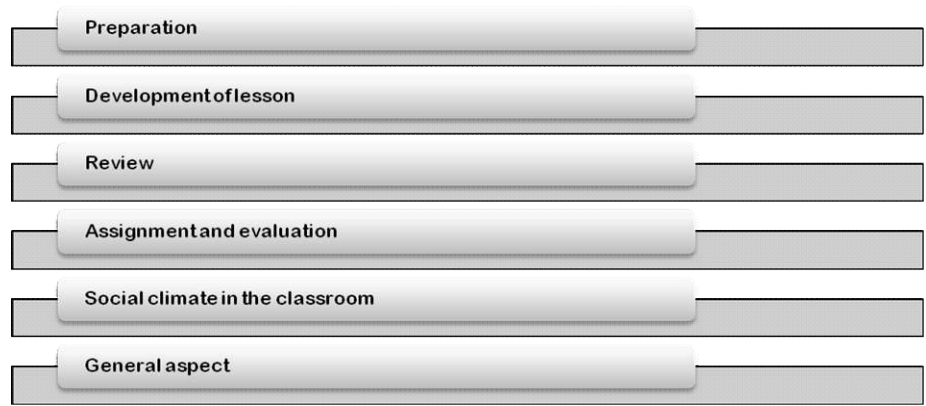 Preparation
Development of lesson
Review
Assignment and evaluation
Social climate in the classroom
General aspect